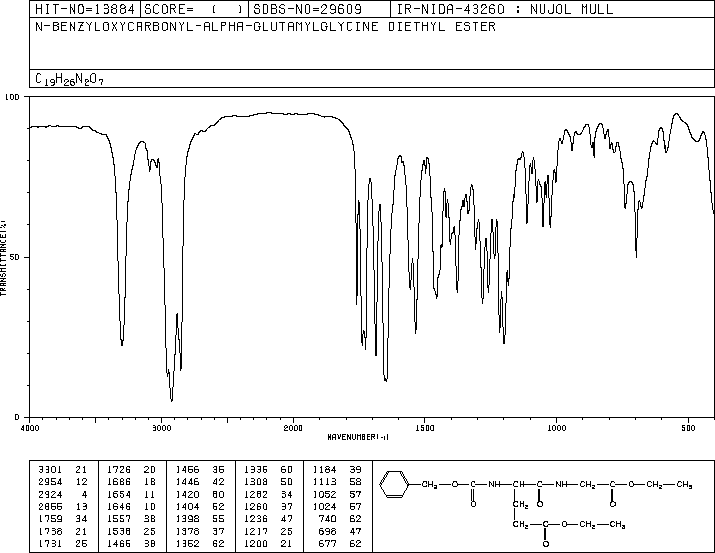 HIT-NO=13884 SCORE= ( ) SDBS-NO=29609 IR-NIDA-43260 : NUJOL MULL
N-BENZYLOXYCARBONYL-ALPHA-GLUTAMYLGLYCINE DIETHYL ESTER
C19H26N2O7
100
50
0
TRANSMITTANCE(%)
4000 3000 2000 1500 1000 500
WAVENUMBER(-1)
3301 21 1726 20 1456 35 1336 60 1184 39
2954 12 1686 18 1446 42 1308 50 1113 58
2924 4 1654 11 1420 60 1282 34 1052 57
2855 13 1646 10 1404 52 1260 37 1024 57
1759 34 1557 38 1398 55 1236 47 740 62
1738 21 1538 25 1378 37 1217 25 698 47
1731 25 1465 38 1352 62 1200 21 677 62
CH2 O C NH CH C NH CH2 C O CH2 CH3
O CH2 O O
CH2 C O CH2 CH3
O